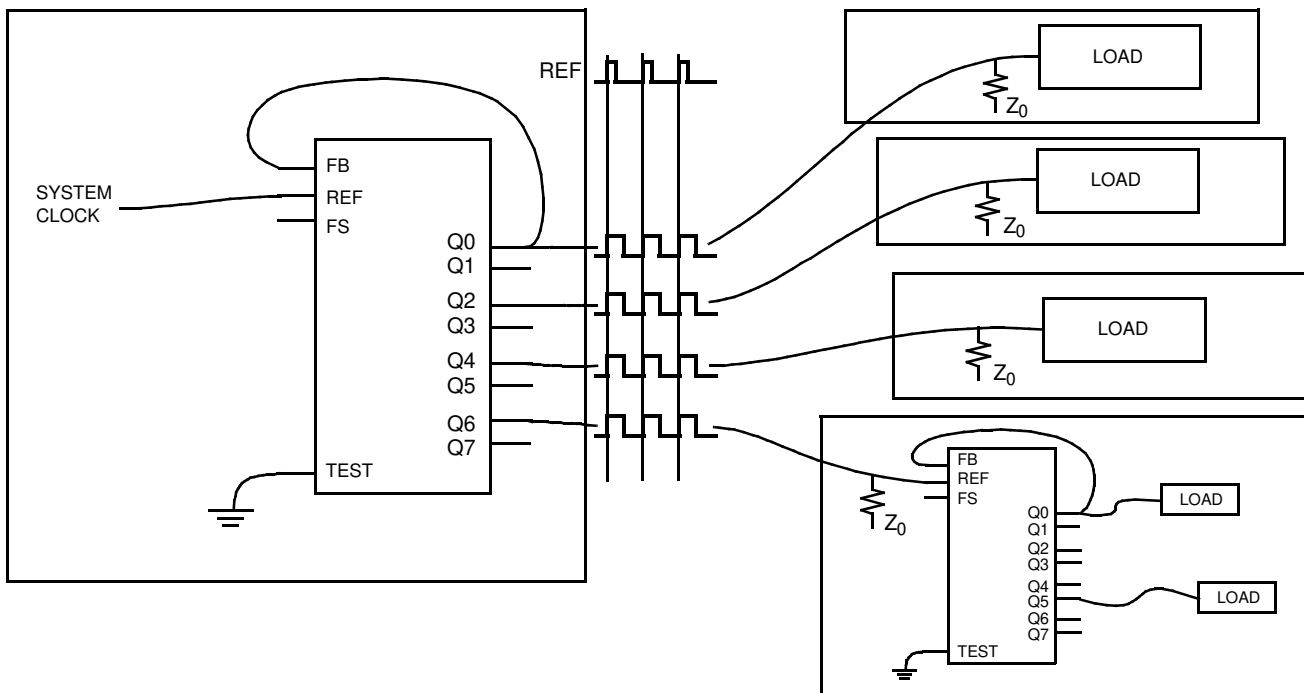 REF
LOAD
Z0
FB
SYSTEM
CLOCK
REF
FS
LOAD
Z0
Q0
Q1
Q2
Q3
Q4
Q5
Q6
Q7
TEST
LOAD
Z0
FB
REF
FS
Z0
Q0
Q1
Q2
Q3
Q4
Q5
Q6
Q7
TEST
LOAD
LOAD